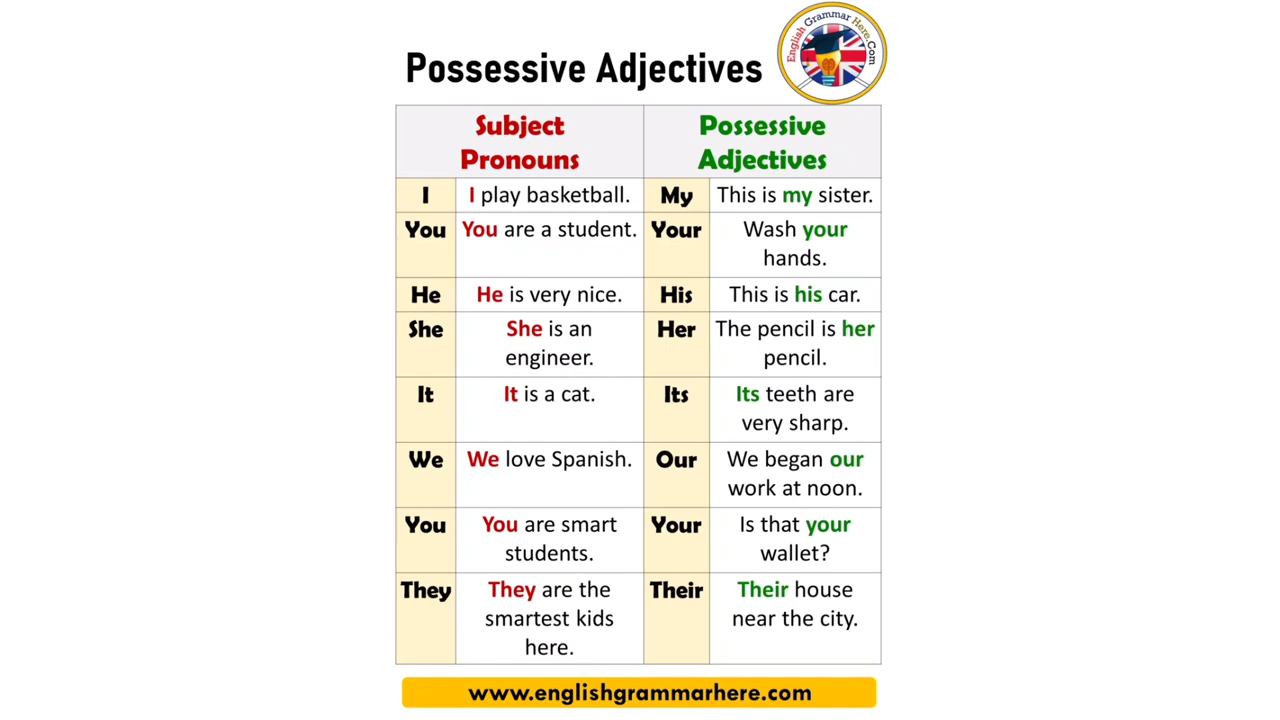 Possessive Adjectives
English Grammar Here.Com
Subject
Pronouns
Possessive
Adjectives
I
I play basketball.
My
This is my sister.
You
You are a student.
Your
Wash your
hands.
He
He is very nice.
His
This is his car.
She
She is an
engineer.
Her
The pencil is her
pencil.
It
It is a cat.
Its
Its teeth are
very sharp.
We
We love Spanish.
Our
We began our
work at noon.
You
You are smart
students.
Your
Is that your
wallet?
They
They are the
smartest kids
here.
Their
Their house
near the city.
www.englishgrammarhere.com